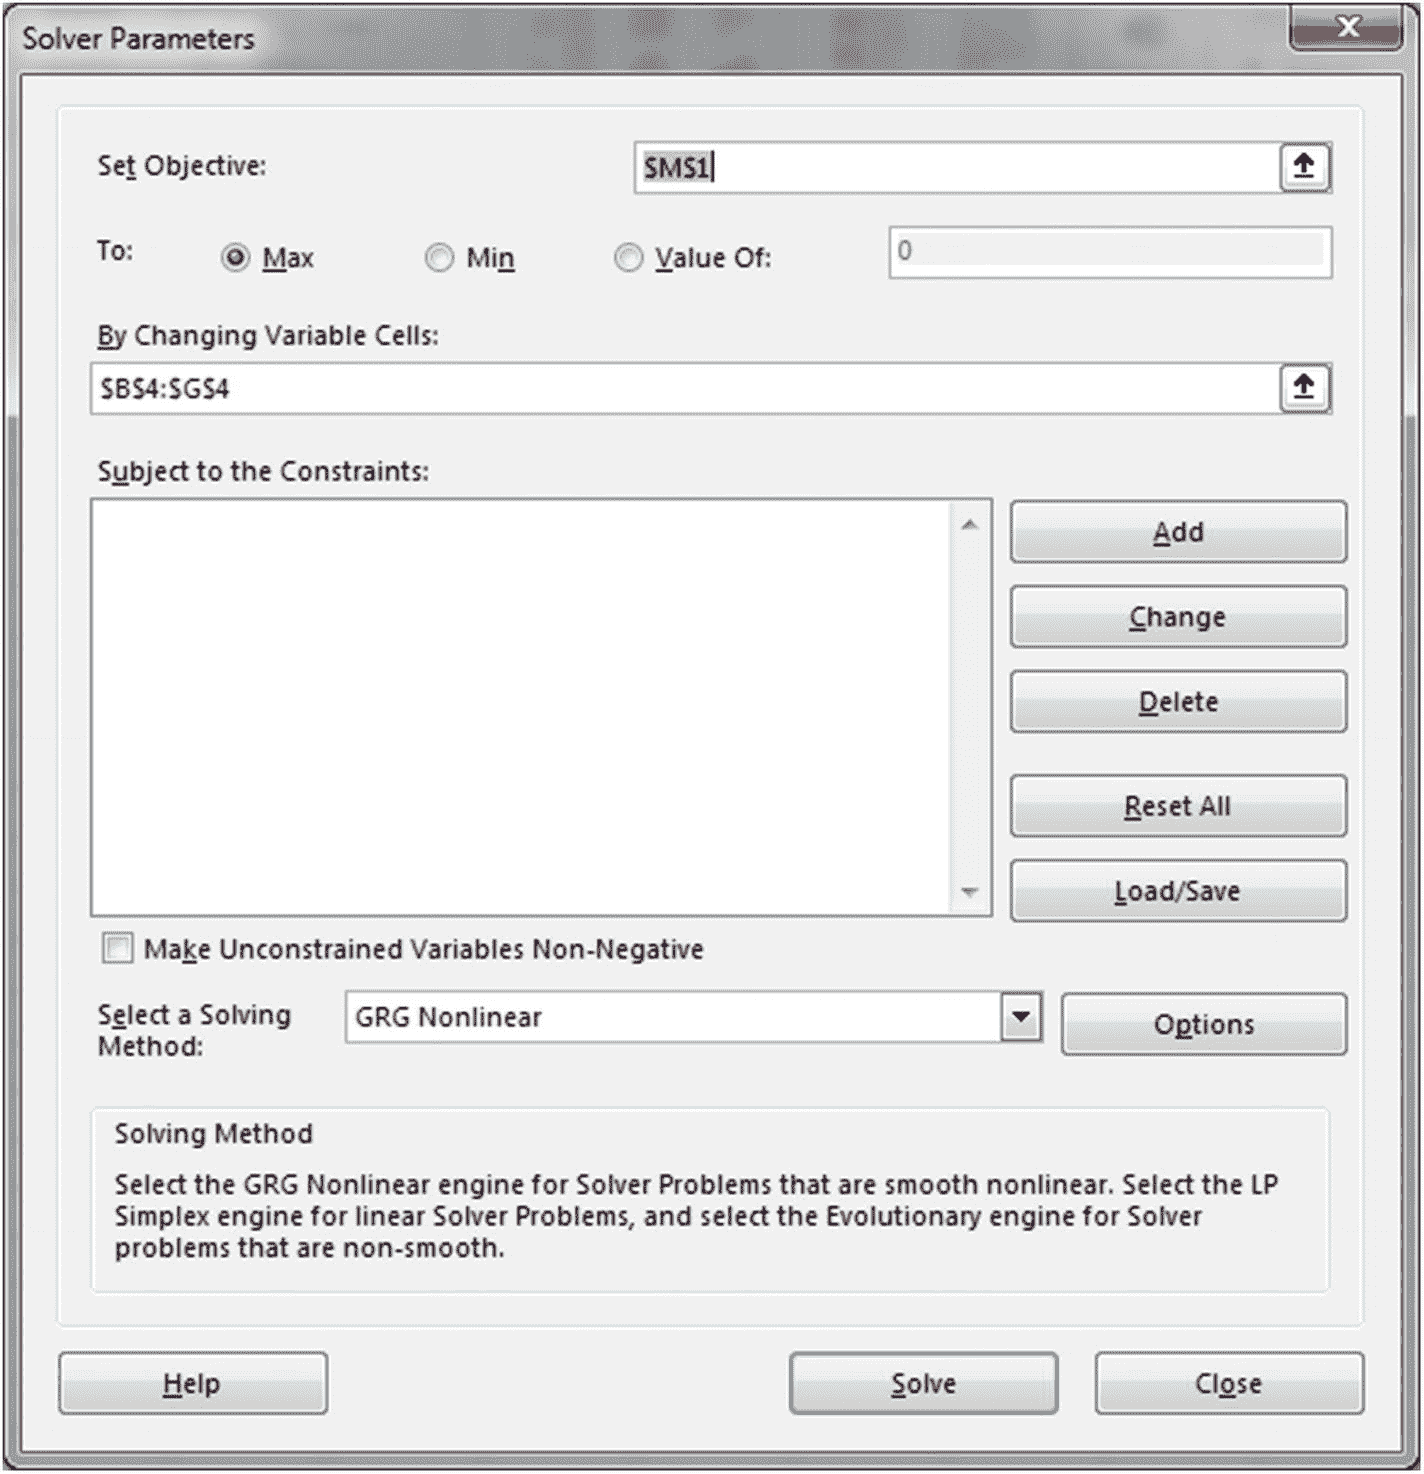 Solver Parameters
Set Objective:
$M$1
To:
Max
Min
Value Of:
0
By Changing Variable Cells:
$B$4:$G$4
Subject to the Constraints:
Add
Change
Delete
Reset All
Load/Save
Make Unconstrained Variables Non-Negative
Select a Solving
Method:
GRG Nonlinear
Options
Solving Method
Select the GRG Nonlinear engine for Solver Problems that are smooth nonlinear. Select the LP
Simplex engine for linear Solver Problems, and select the Evolutionary engine for Solver
problems that are non-smooth.
Help
Solve
Close